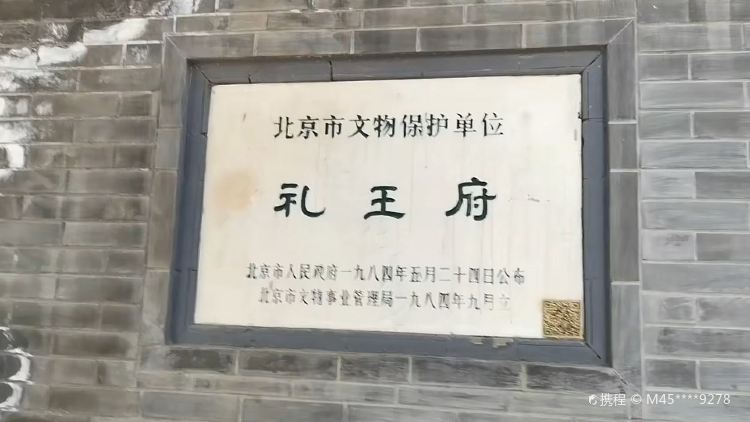 北京市文物保护单位
礼王府
北京市人民政府一九八四年五月二十四日公布
北京市文物事业管理局一九八四年九月立
携程 © M45****9278